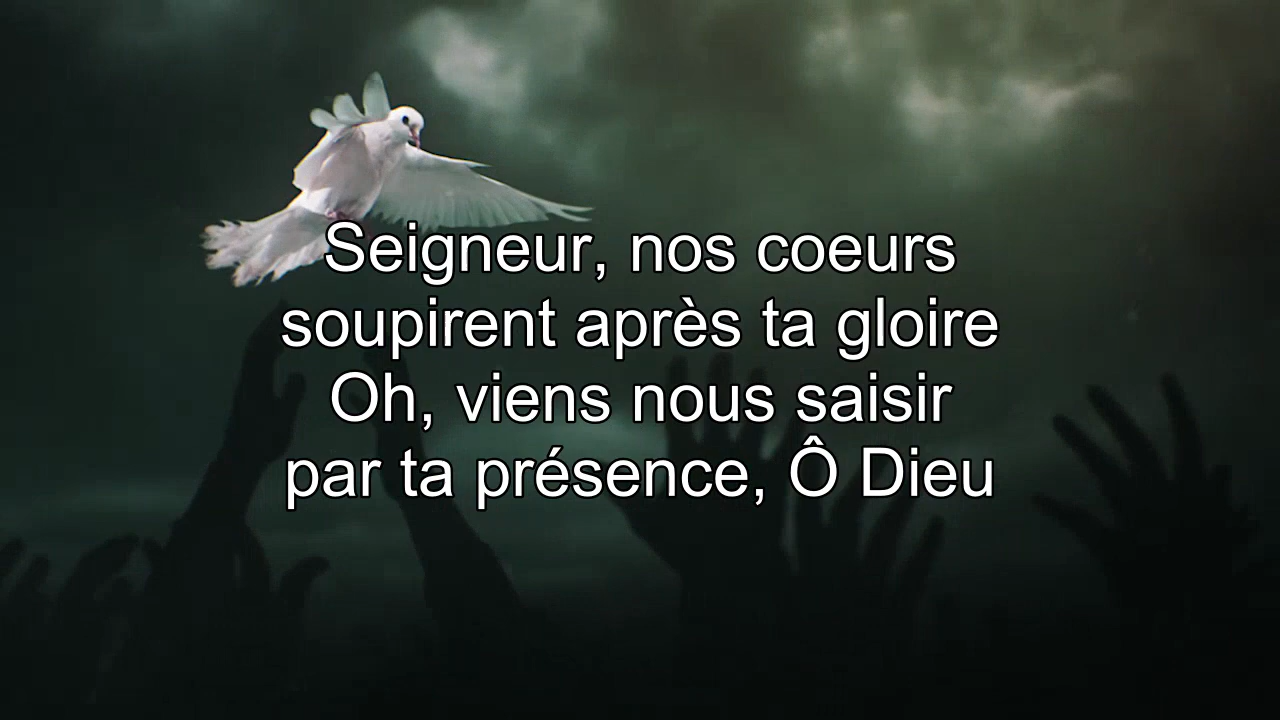 Seigneur, nos coeurs
soupirent après ta gloire
Oh, viens nous saisir
par ta présence, Ô Dieu